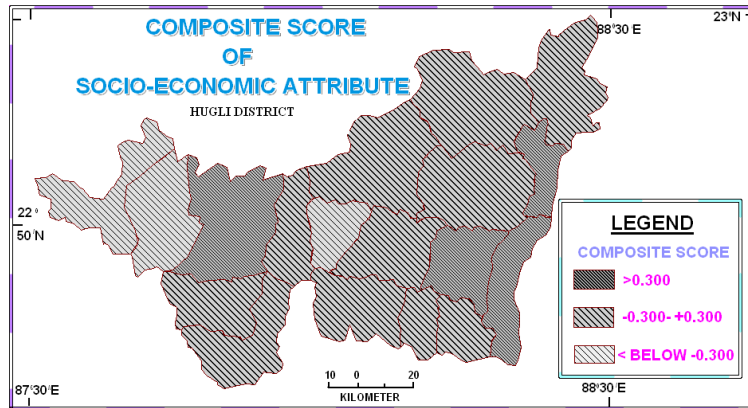 COMPOSITE SCORE
OF
SOCIO-ECONOMIC ATTRIBUTE
HUGLI DISTRICT
88°30 E
23°N
22°
50'N
LEGEND
COMPOSITE SCORE
>0.300
-0.300- +0.300
< BELOW -0.300
10 0 20
KILOMETER
87°30'E
88°30'E